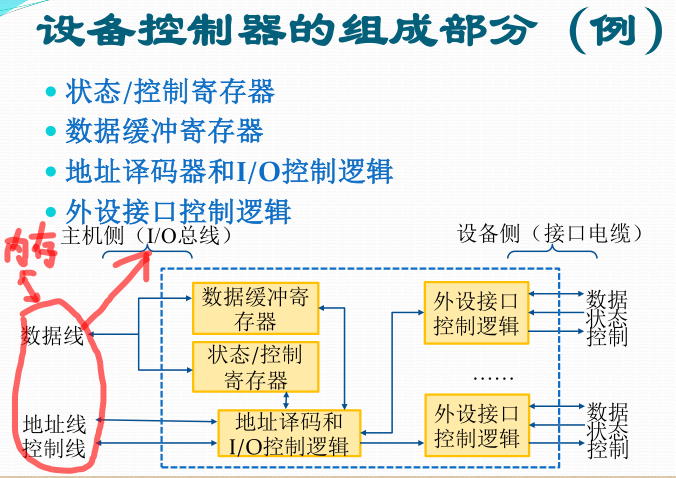 设备控制器的组成部分（例）
状态/控制寄存器
数据缓冲寄存器
地址译码器和I/O控制逻辑
外设接口控制逻辑
主机侧（I/O总线）
设备侧（接口电缆）
数据线
地址线
控制线
数据缓冲寄
存器
状态/控制
寄存器
地址译码和
I/O控制逻辑
外设接口
控制逻辑
……
外设接口
控制逻辑
数据
状态
控制
数据
状态
控制